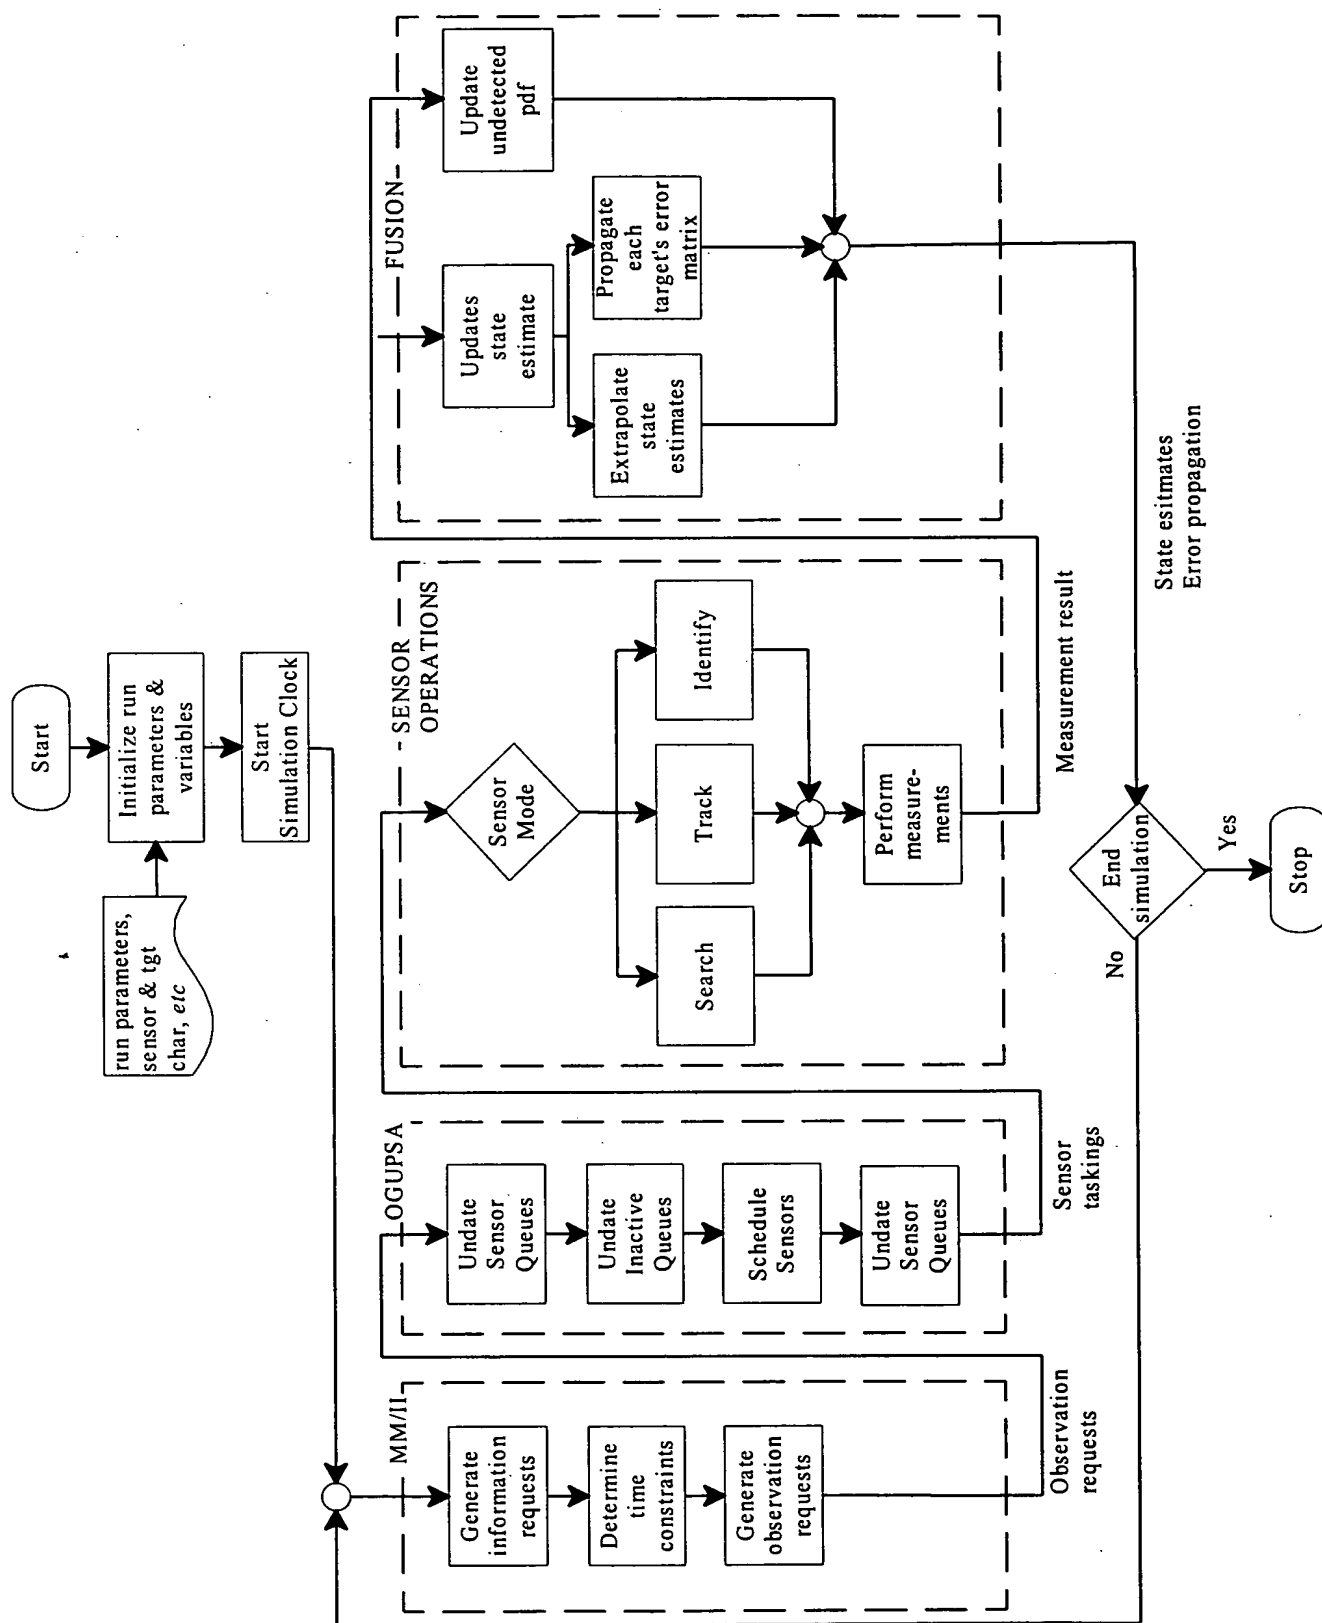 Start
run parameters,
sensor & tgt
char, etc
Initialize run
parameters &
variables
Start
Simulation Clock
MM/II
Generate
information
requests
Determine
time
constraints
Generate
observation
requests
Observation
requests
OGUPSA
Undate
Sensor
Queues
Undate
Inactive
Queues
Schedule
Sensors
Undate
Sensor
Queues
Sensor
taskings
SENSOR
OPERATIONS
Sensor
Mode
Search
Track
Identify
Perform
measure-
ments
Measurement result
FUSION
Updates
state
estimate
Update
undetected
pdf
Extrapolate
state
estimates
Propagate
each
target's error
matrix
State esitmates
Error propagation
End
simulation
No
Yes
Stop